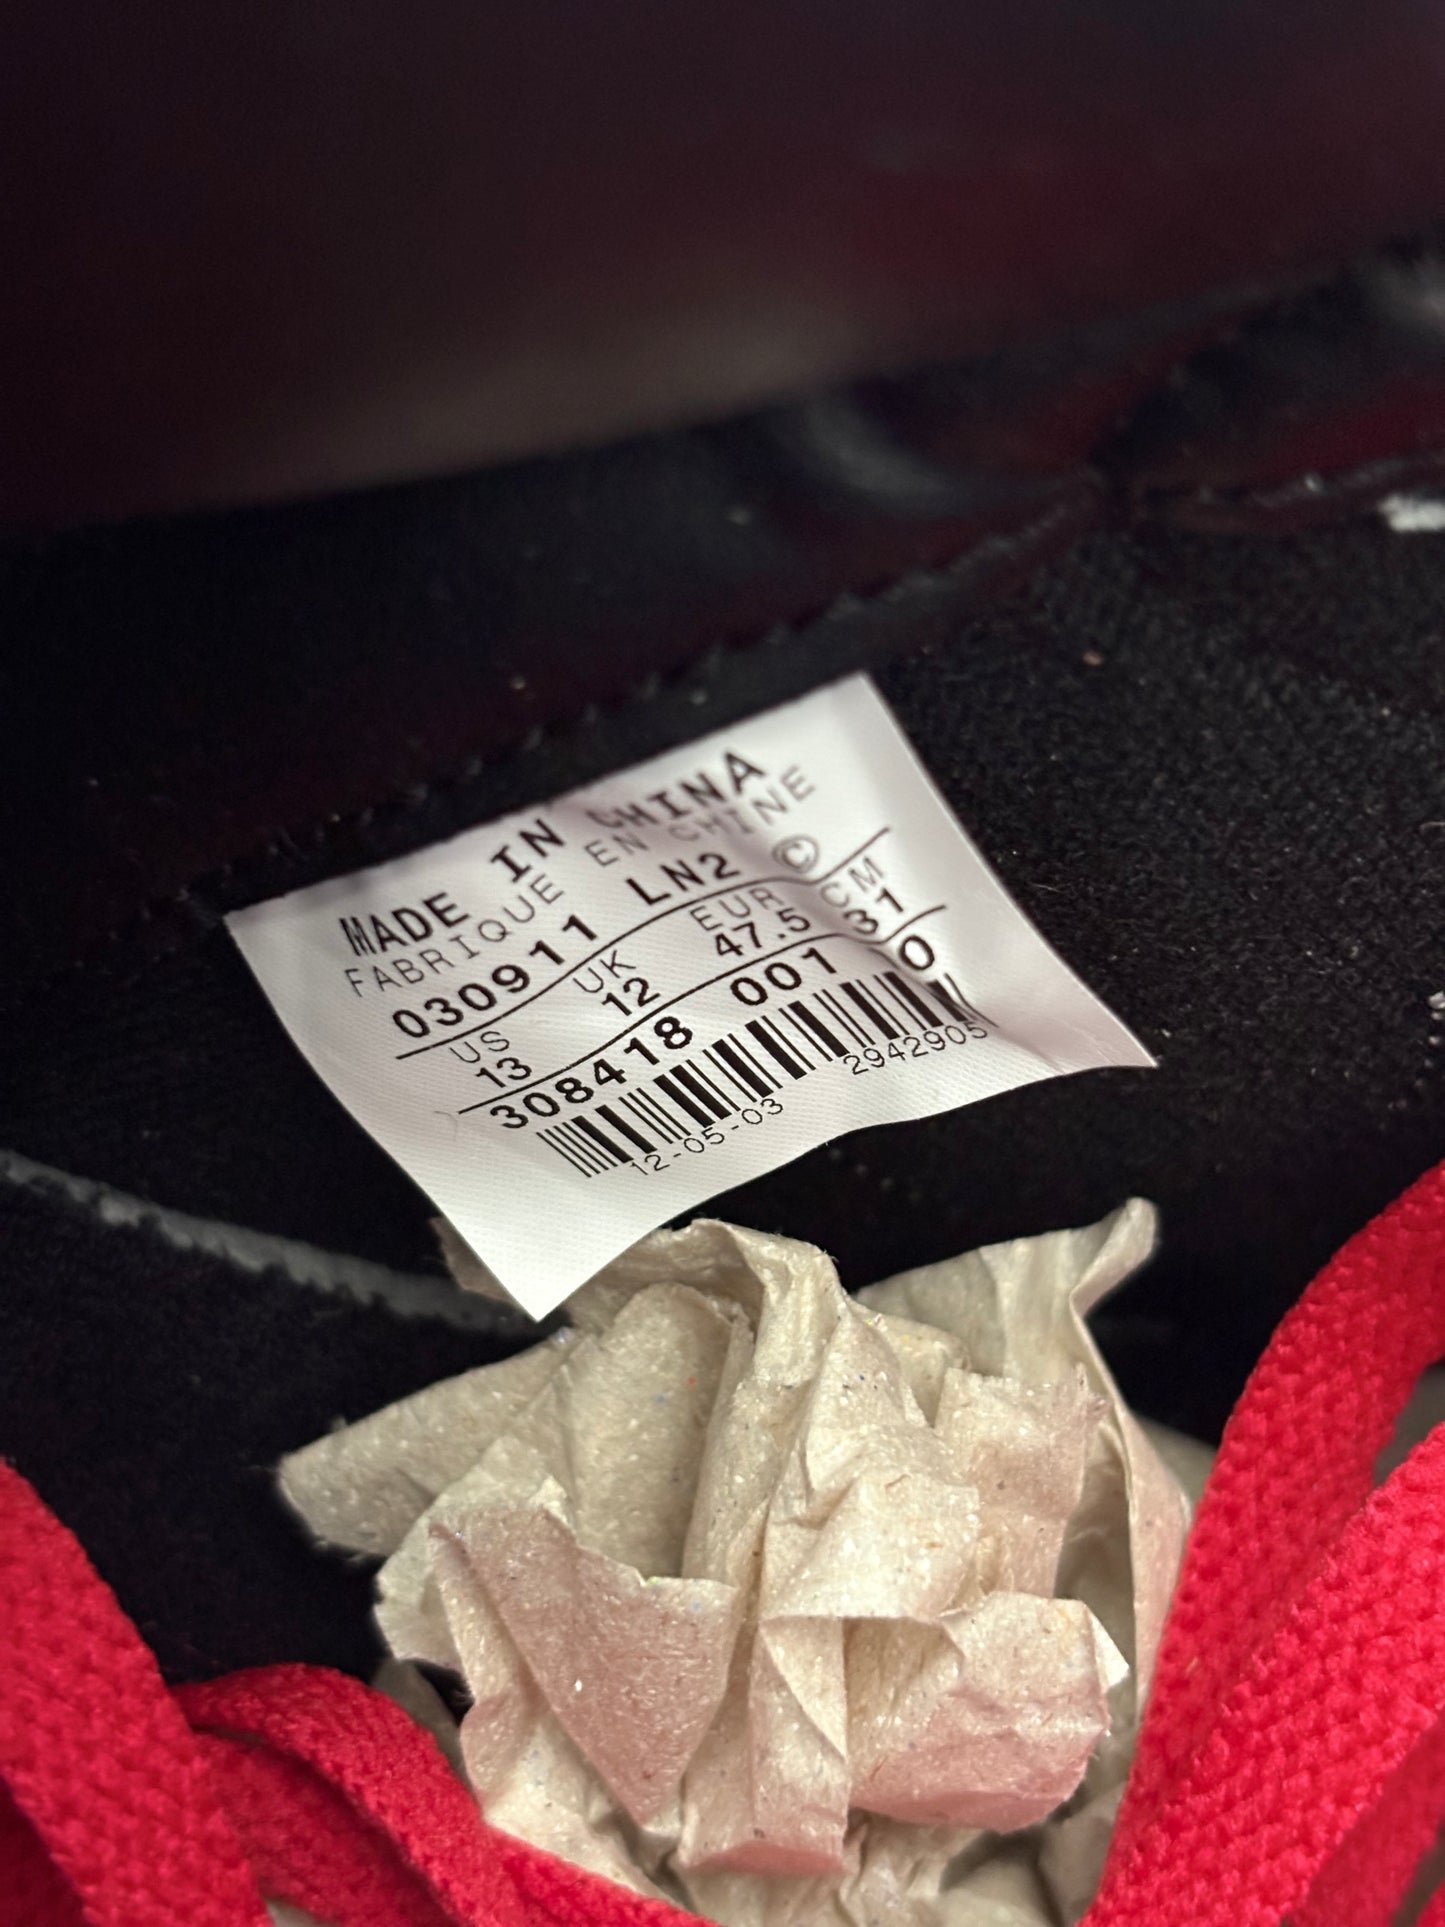 MADE IN CHINA
FABRIQUE EN CHINE
030911 LN2 ©
US UK EUR CM
13 12 47.5 31
308418 001 0
12-05-03 2942905